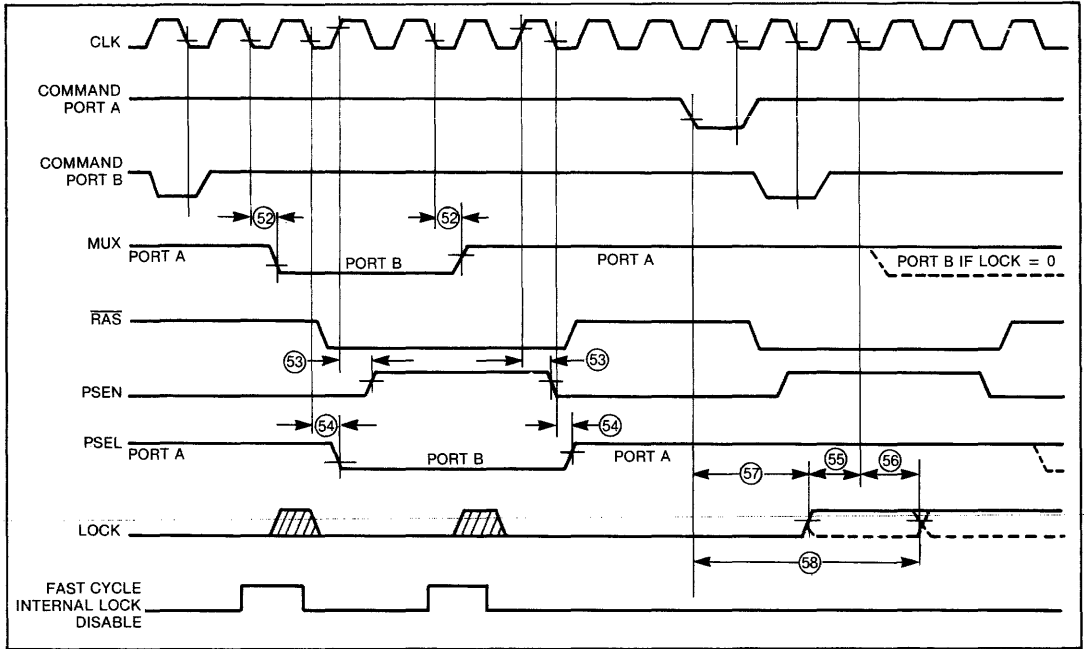 CLK
COMMAND
PORT A
COMMAND
PORT B
52 52
MUX
PORT A PORT B PORT A PORT B IF LOCK = 0
RAS
53 53
PSEN
54 54
PSEL
PORT A PORT B PORT A
57 55 56
LOCK
58
FAST CYCLE
INTERNAL LOCK
DISABLE